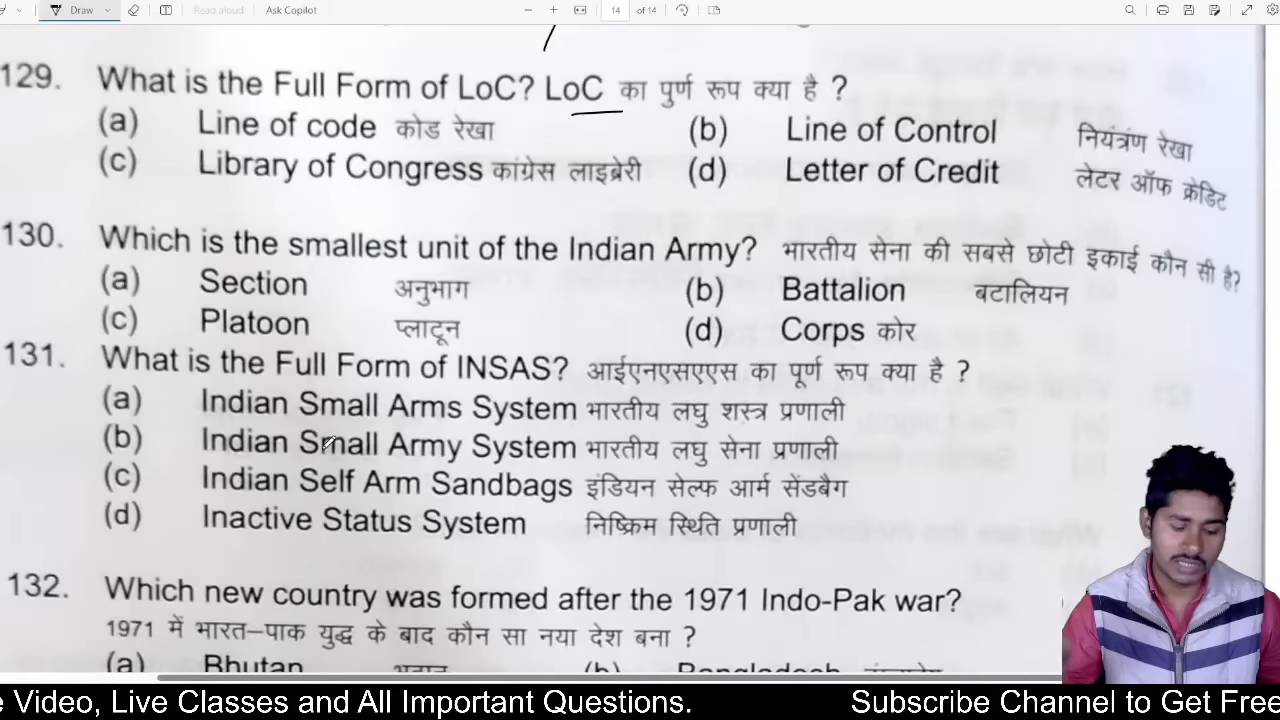 Draw Read aloud Ask Copilot 14 of 14
129. What is the Full Form of LoC? LoC का पुर्ण रूप क्या है ?
(a) Line of code कोड रेखा (b) Line of Control नियंत्रंण रेखा
(c) Library of Congress कांग्रेस लाइब्रेरी (d) Letter of Credit लेटर ऑफ क्रेडिट
130. Which is the smallest unit of the Indian Army? भारतीय सेना की सबसे छोटी इकाई कौन सी है?
(a) Section अनुभाग (b) Battalion बटालियन
(c) Platoon प्लाटून (d) Corps कोर
131. What is the Full Form of INSAS? आईएनएसएएस का पूर्ण रूप क्या है ?
(a) Indian Small Arms System भारतीय लघु शस्त्र प्रणाली
(b) Indian Small Army System भारतीय लघु सेना प्रणाली
(c) Indian Self Arm Sandbags इंडियन सेल्फ आर्म सेंडबैग
(d) Inactive Status System निष्क्रिम स्थिति प्रणाली
132. Which new country was formed after the 1971 Indo-Pak war?
1971 में भारत–पाक युद्ध के बाद कौन सा नया देश बना ?
(a) Bhutan भूटान (b) Bangladesh
e Video, Live Classes and All Important Questions. Subscribe Channel to Get Free